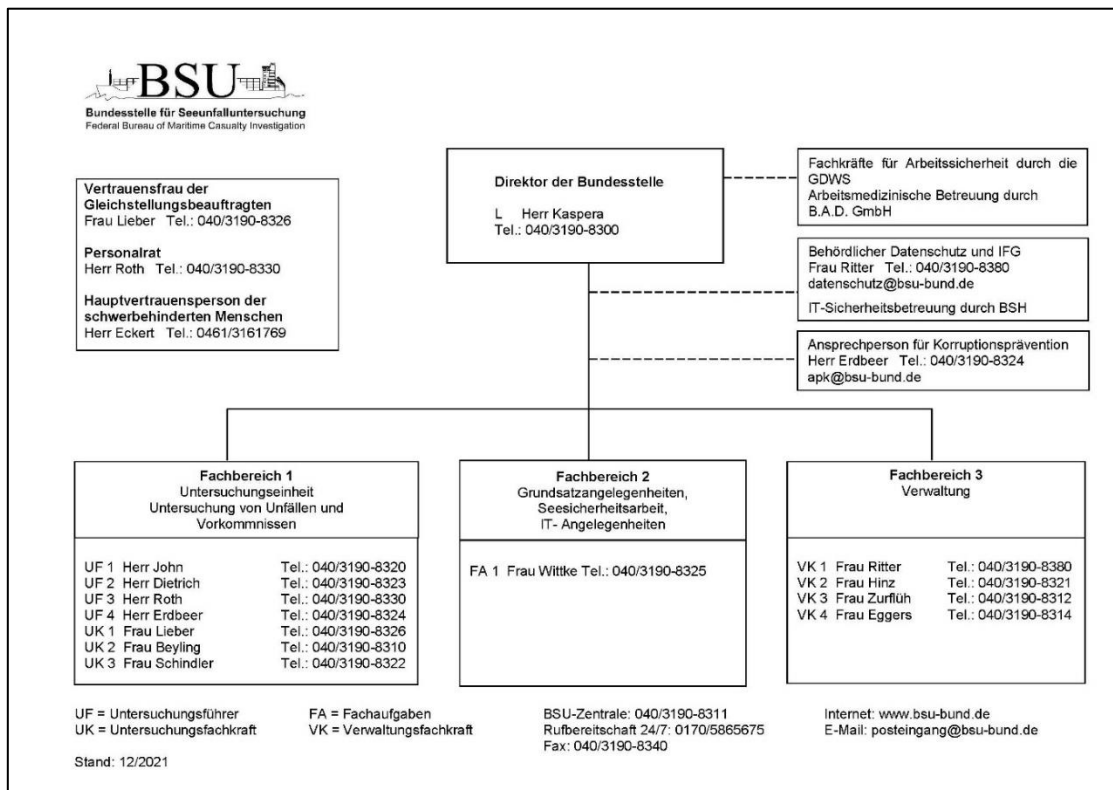 BSU
Bundesstelle für Seeunfalluntersuchung
Federal Bureau of Maritime Casualty Investigation
Vertrauensfrau der
Gleichstellungsbeauftragten
Frau Lieber Tel.: 040/3190-8326
Personalrat
Herr Roth Tel.: 040/3190-8330
Hauptvertrauensperson der
schwerbehinderten Menschen
Herr Eckert Tel.: 0461/3161769
Direktor der Bundesstelle
L Herr Kaspera
Tel.: 040/3190-8300
Fachkräfte für Arbeitssicherheit durch die
GDWS
Arbeitsmedizinische Betreuung durch
B.A.D. GmbH
Behördlicher Datenschutz und IFG
Frau Ritter Tel.: 040/3190-8380
datenschutz@bsu-bund.de
IT-Sicherheitsbetreuung durch BSH
Ansprechperson für Korruptionsprävention
Herr Erdbeer Tel.: 040/3190-8324
apk@bsu-bund.de
Fachbereich 1
Untersuchungseinheit
Untersuchung von Unfällen und
Vorkommnissen
UF 1 Herr John Tel.: 040/3190-8320
UF 2 Herr Dietrich Tel.: 040/3190-8323
UF 3 Herr Roth Tel.: 040/3190-8330
UF 4 Herr Erdbeer Tel.: 040/3190-8324
UK 1 Frau Lieber Tel.: 040/3190-8326
UK 2 Frau Beyling Tel.: 040/3190-8310
UK 3 Frau Schindler Tel.: 040/3190-8322
Fachbereich 2
Grundsatzangelegenheiten,
Seesicherheitsarbeit,
IT- Angelegenheiten
FA 1 Frau Wittke Tel.: 040/3190-8325
Fachbereich 3
Verwaltung
VK 1 Frau Ritter Tel.: 040/3190-8380
VK 2 Frau Hinz Tel.: 040/3190-8321
VK 3 Frau Zurflüh Tel.: 040/3190-8312
VK 4 Frau Eggers Tel.: 040/3190-8314
UF = Untersuchungsführer
UK = Untersuchungsfachkraft
FA = Fachaufgaben
VK = Verwaltungsfachkraft
BSU-Zentrale: 040/3190-8311
Rufbereitschaft 24/7: 0170/5865675
Fax: 040/3190-8340
Internet: www.bsu-bund.de
E-Mail: posteingang@bsu-bund.de
Stand: 12/2021